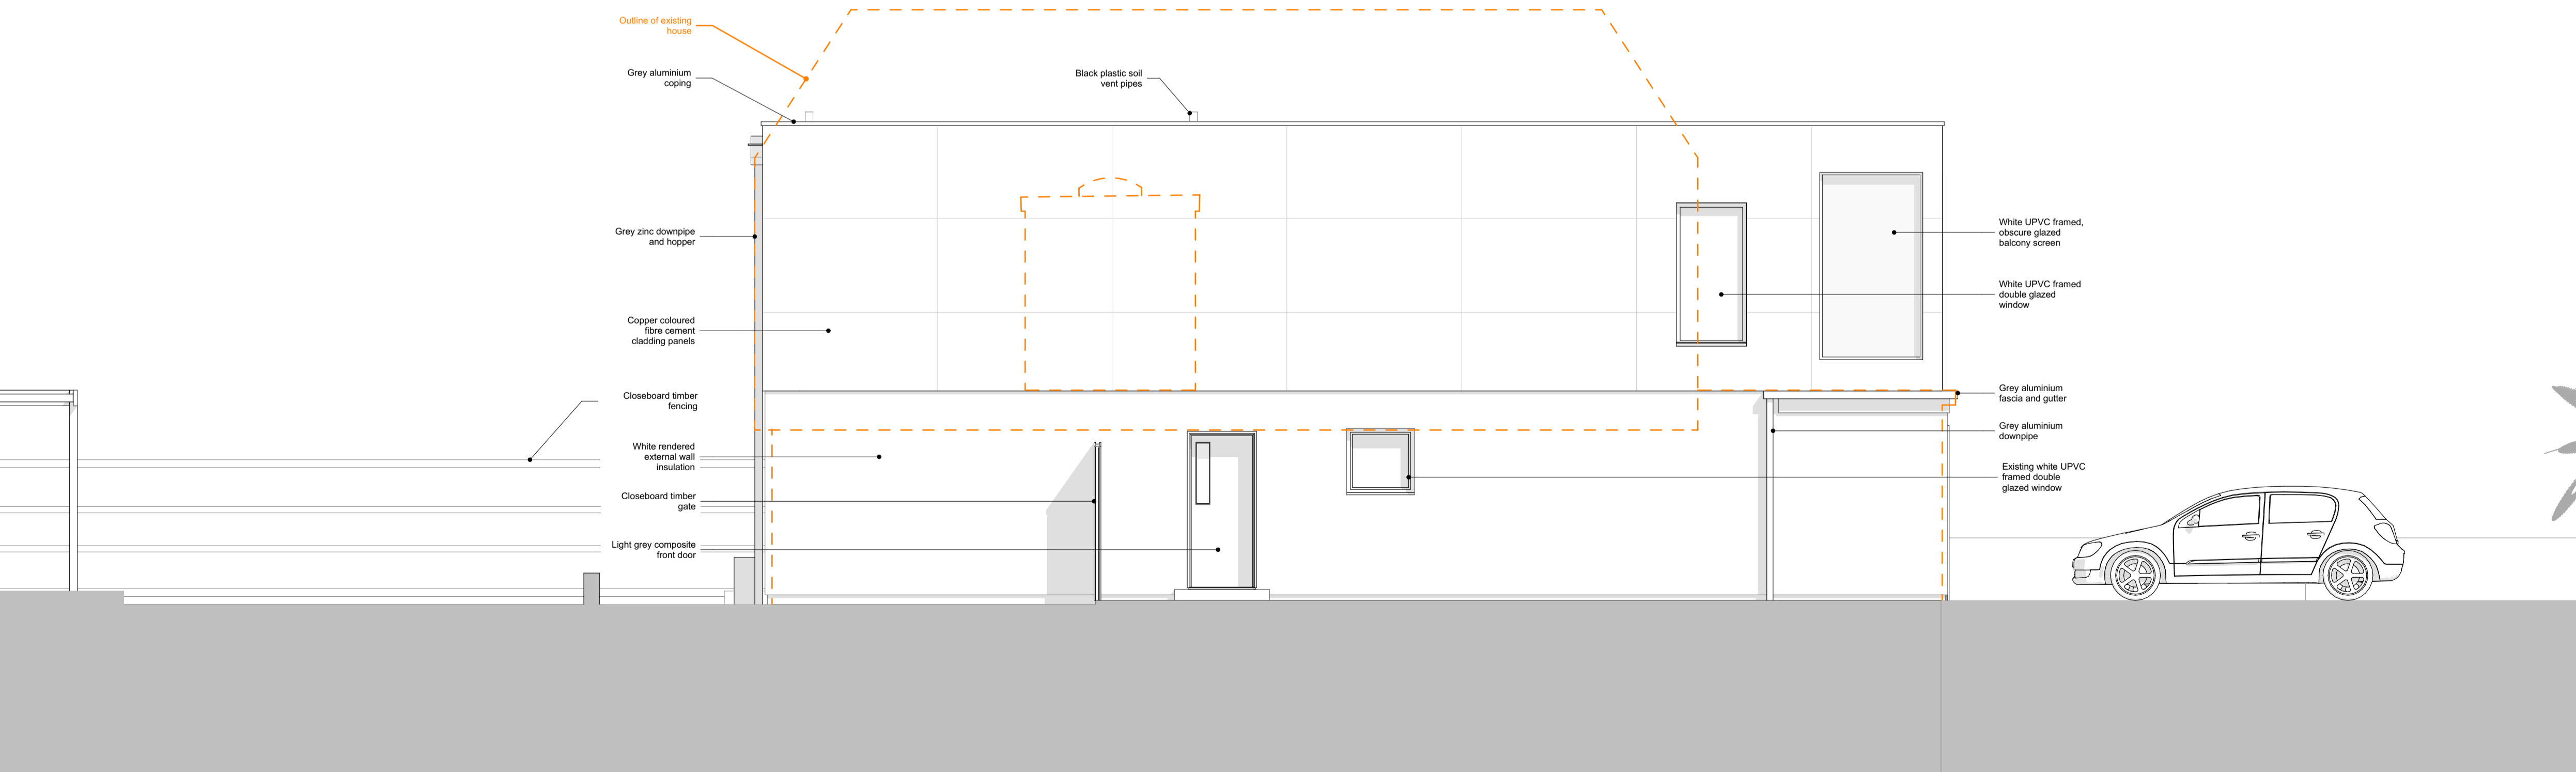 Outline of existing
house
Grey aluminium
coping
Black plastic soil
vent pipes
Grey zinc downpipe
and hopper
Copper coloured
fibre cement
cladding panels
Closeboard timber
fencing
White rendered
external wall
insulation
Closeboard timber
gate
Light grey composite
front door
White UPVC framed,
obscure glazed
balcony screen
White UPVC framed
double glazed
window
Grey aluminium
fascia and gutter
Grey aluminium
downpipe
Existing white UPVC
framed double
glazed window